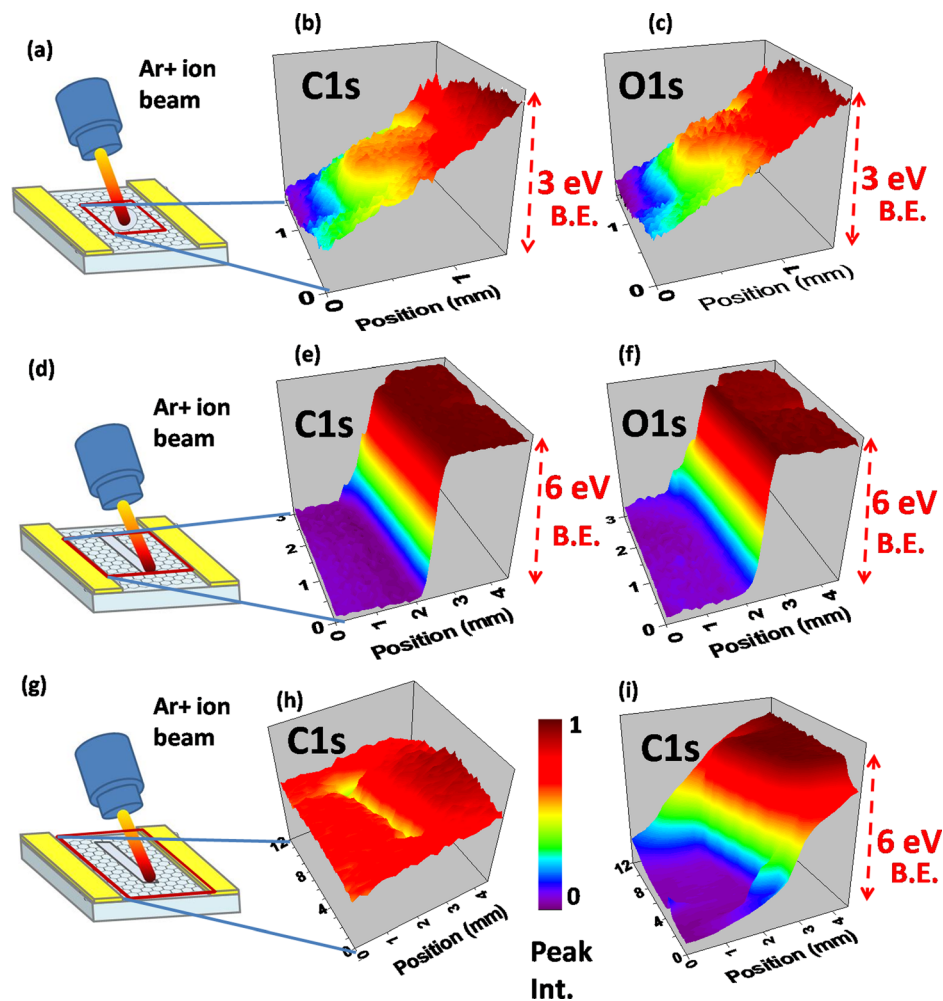 (a)
Ar+ ion
beam
(b)
C1s
1
0
0
1
Position (mm)
3 eV
B.E.
(c)
O1s
1
0
0
1
Position (mm)
3 eV
B.E.
(d)
Ar+ ion
beam
(e)
C1s
3
2
1
0
0
1
2
3
4
Position (mm)
6 eV
B.E.
(f)
O1s
3
2
1
0
0
1
2
3
4
Position (mm)
6 eV
B.E.
(g)
Ar+ ion
beam
(h)
C1s
12
8
4
0
0
1
2
3
4
Position (mm)
1
0
Peak
Int.
(i)
C1s
12
8
4
0
0
1
2
3
4
Position (mm)
6 eV
B.E.